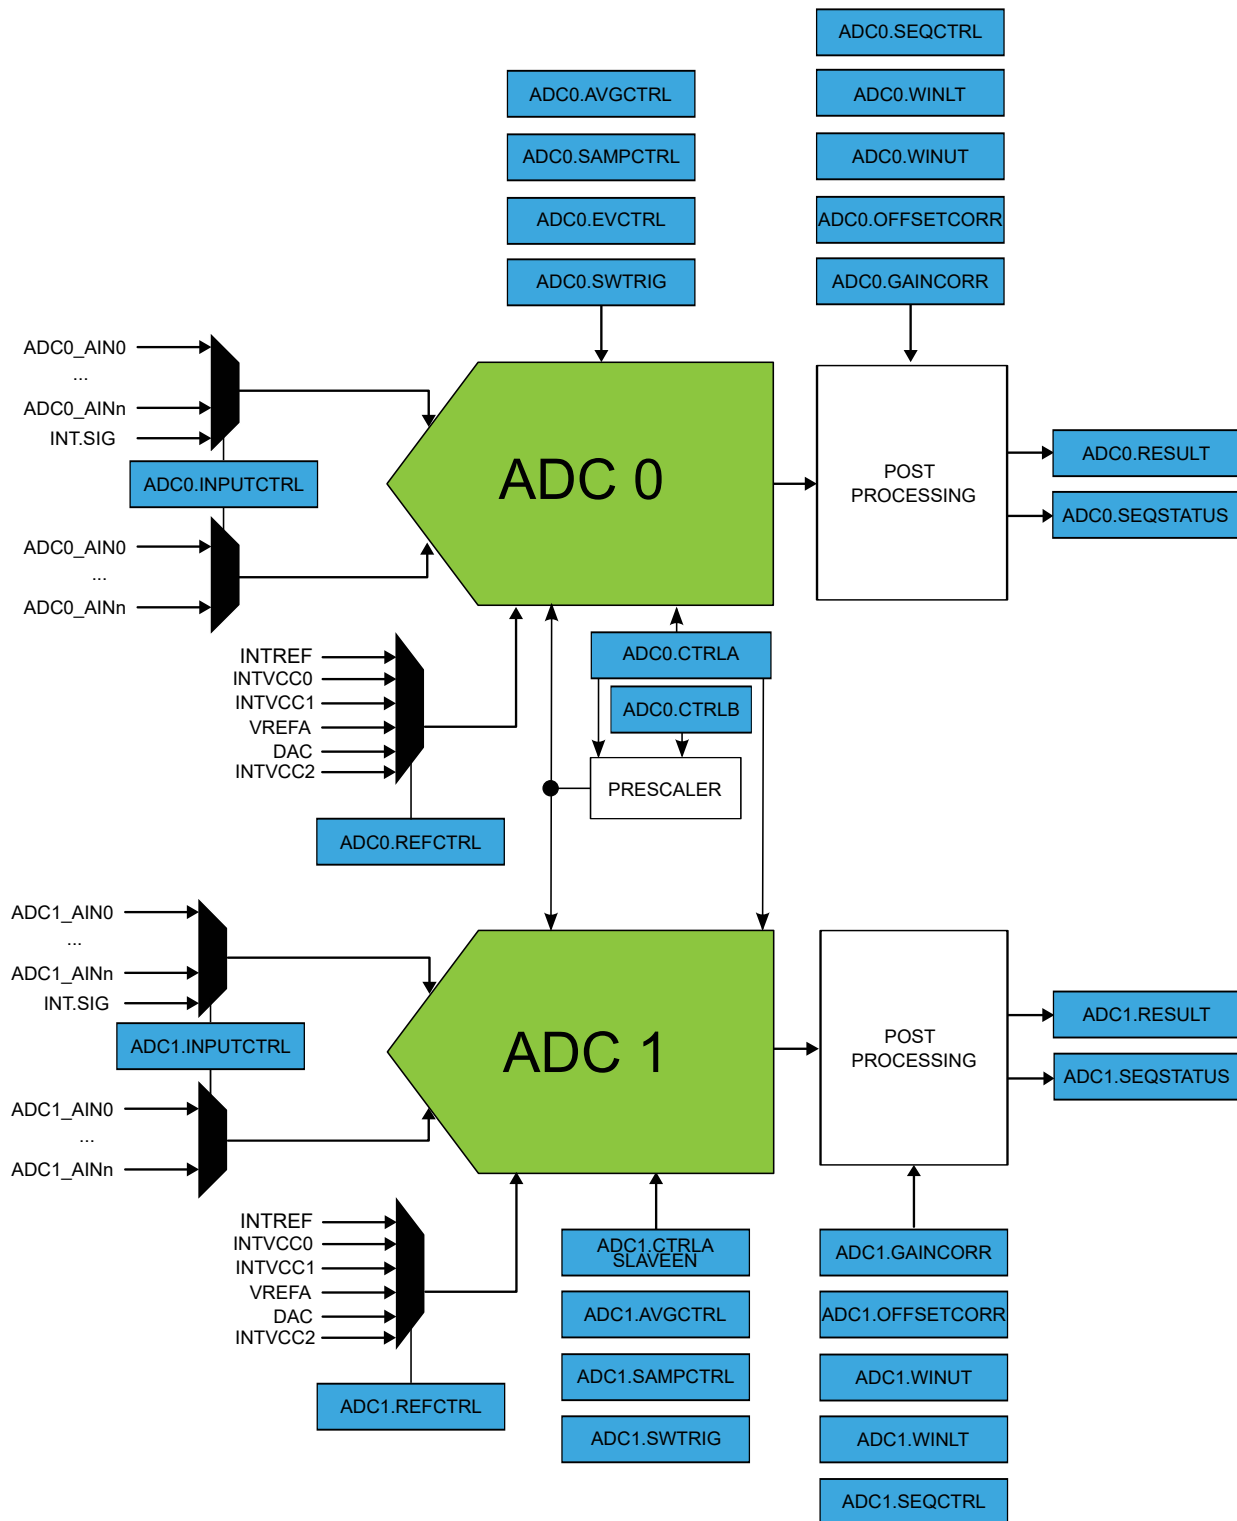 ADC0.SEQCTRL
ADC0.AVGCTRL
ADC0.WINLT
ADC0.SAMPCTRL
ADC0.WINUT
ADC0.EVCTRL
ADC0.OFFSETCORR
ADC0.SWTRIG
ADC0.GAINCORR
ADC0_AIN0
...
ADC0_AINn
INT.SIG
ADC0.INPUTCTRL
ADC0_AIN0
...
ADC0_AINn
ADC 0
POST
PROCESSING
ADC0.RESULT
ADC0.SEQSTATUS
INTREF
INTVCC0
INTVCC1
VREFA
DAC
INTVCC2
ADC0.REFCTRL
ADC0.CTRLA
ADC0.CTRLB
PRESCALER
ADC1_AIN0
...
ADC1_AINn
INT.SIG
ADC1.INPUTCTRL
ADC1_AIN0
...
ADC1_AINn
ADC 1
POST
PROCESSING
ADC1.RESULT
ADC1.SEQSTATUS
INTREF
INTVCC0
INTVCC1
VREFA
DAC
INTVCC2
ADC1.REFCTRL
ADC1.CTRLA
SLAVEEN
ADC1.AVGCTRL
ADC1.SAMPCTRL
ADC1.SWTRIG
ADC1.GAINCORR
ADC1.OFFSETCORR
ADC1.WINUT
ADC1.WINLT
ADC1.SEQCTRL